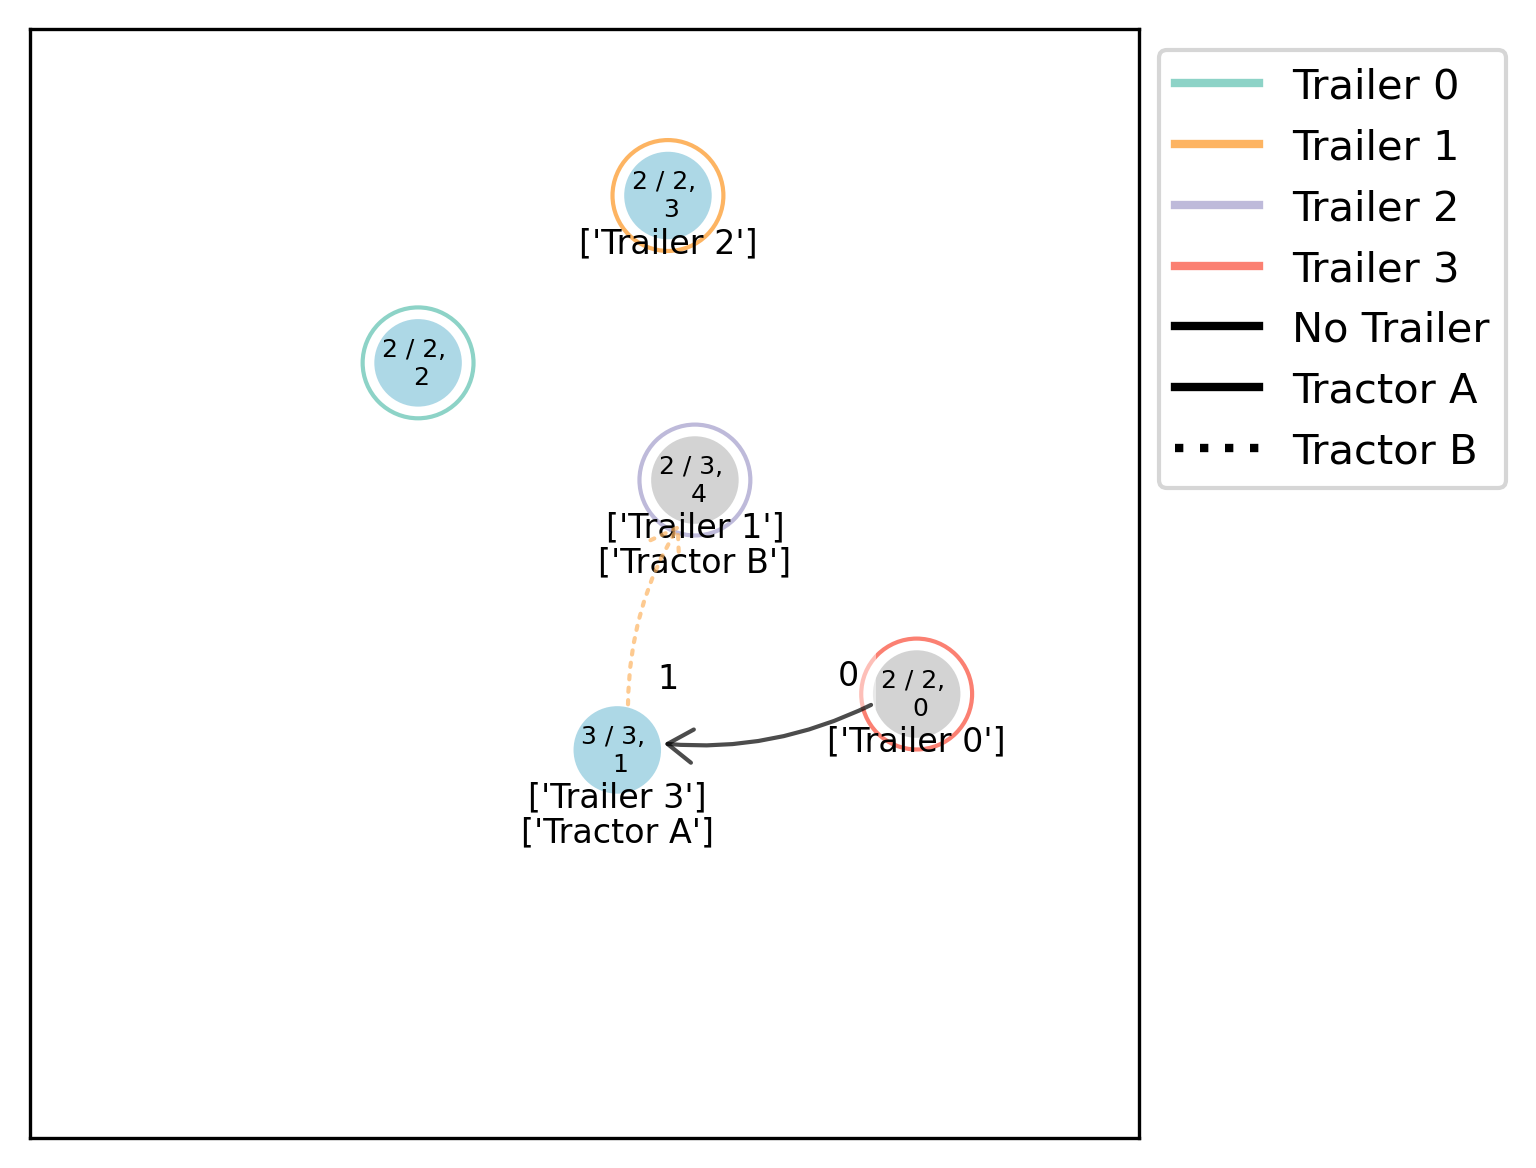 2 / 2,
3
['Trailer 2']
2 / 2,
2
2 / 3,
4
['Trailer 1']
['Tractor B']
1
0
2 / 2,
0
['Trailer 0']
3 / 3,
1
['Trailer 3']
['Tractor A']
Trailer 0
Trailer 1
Trailer 2
Trailer 3
No Trailer
Tractor A
Tractor B